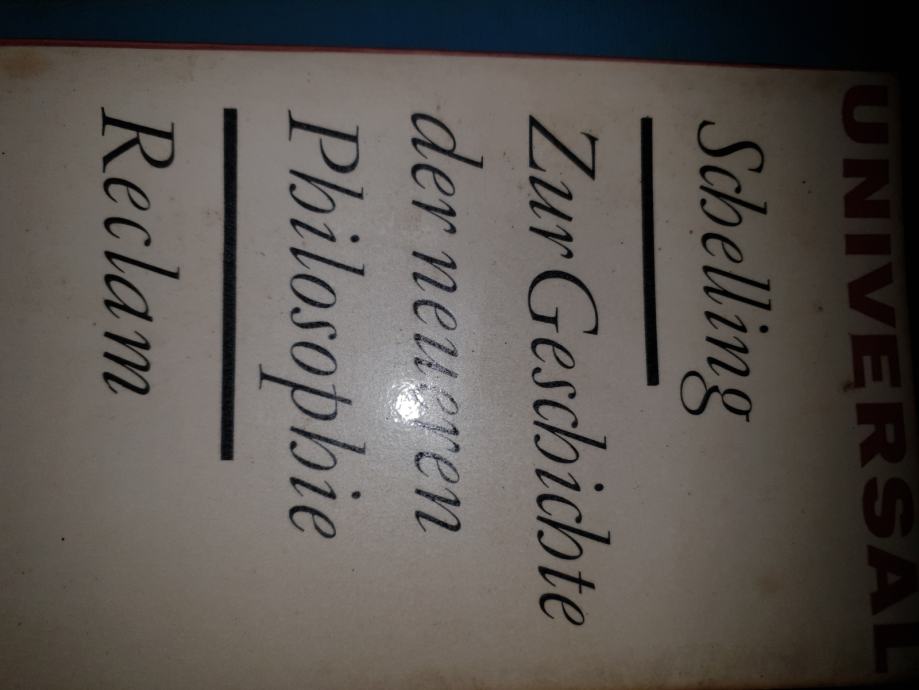 UNIVERSAL
Schelling
Zur Geschichte
der neueren
Philosophie
Reclam